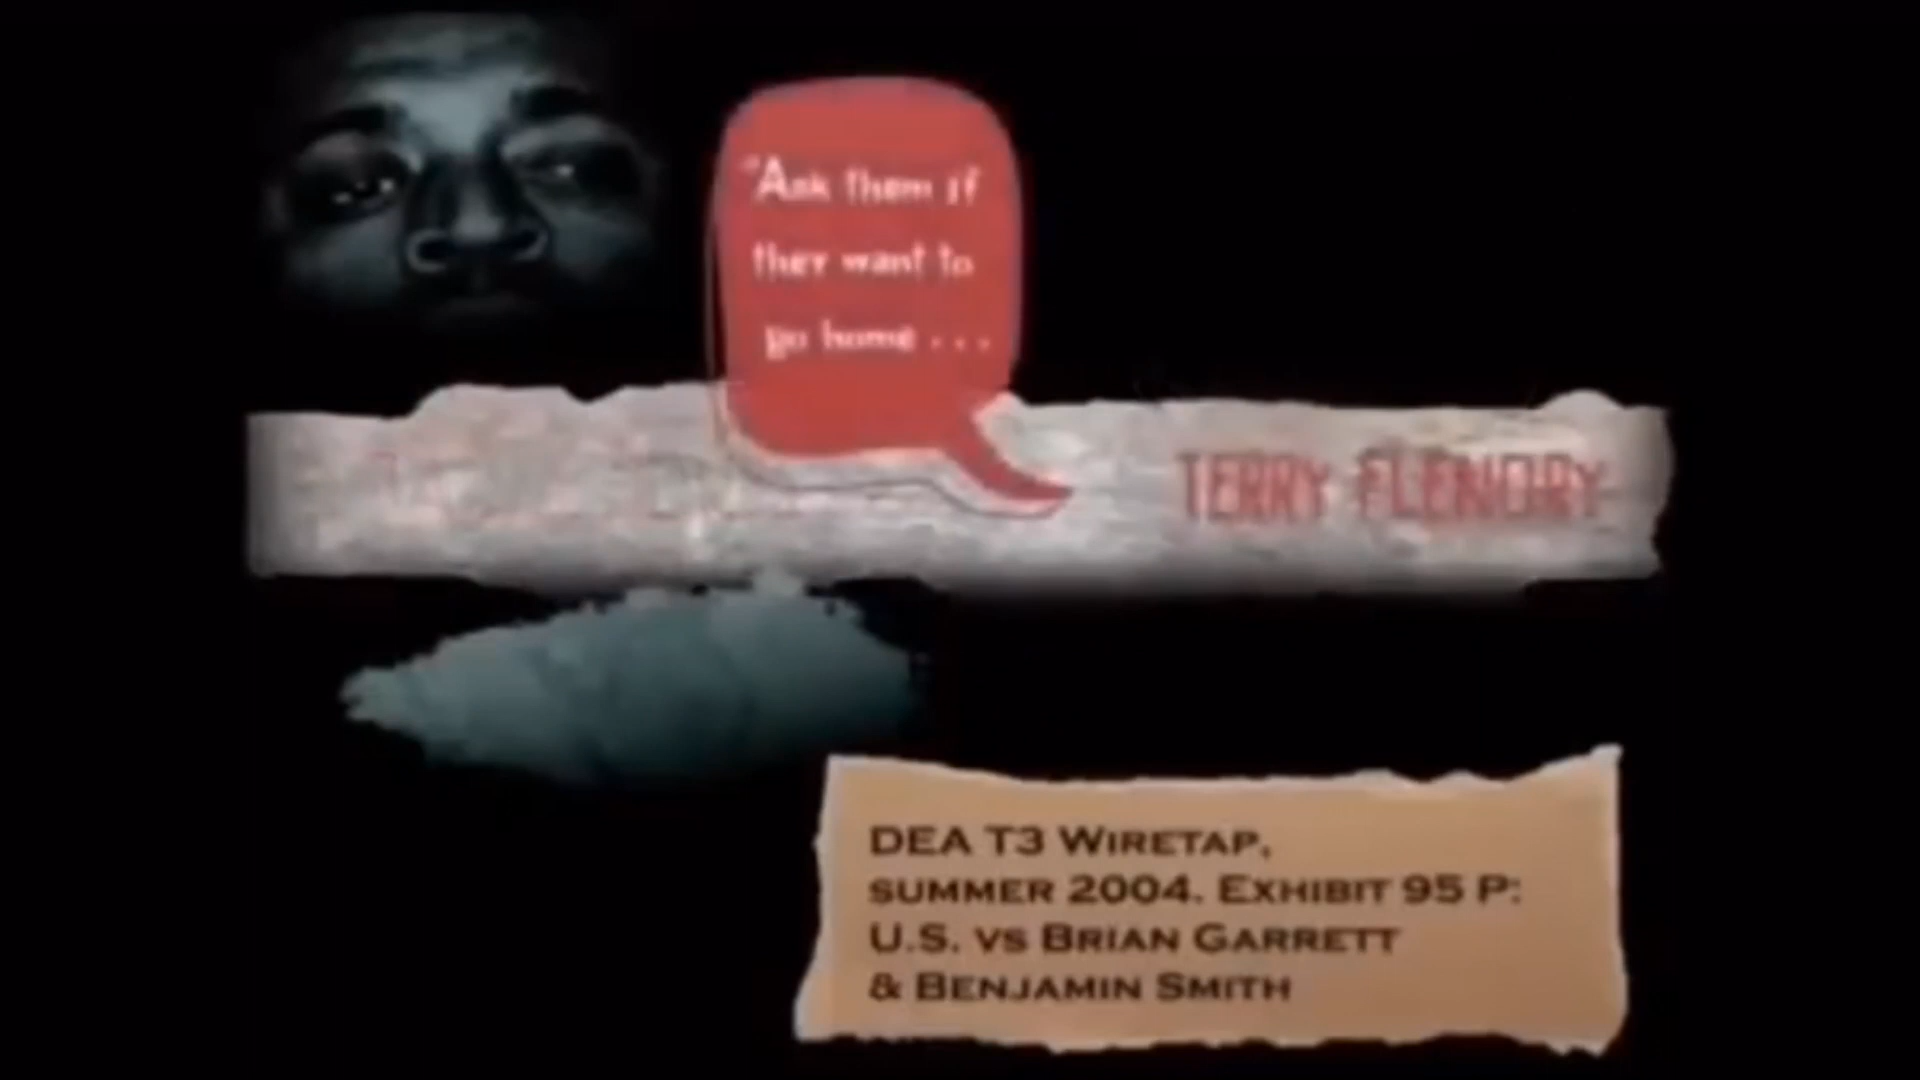 "Ask them if
they want to
go home . . .
TERRY FLENORY
DEA T3 WIRETAP,
SUMMER 2004. EXHIBIT 95 P:
U.S. VS BRIAN GARRETT
& BENJAMIN SMITH